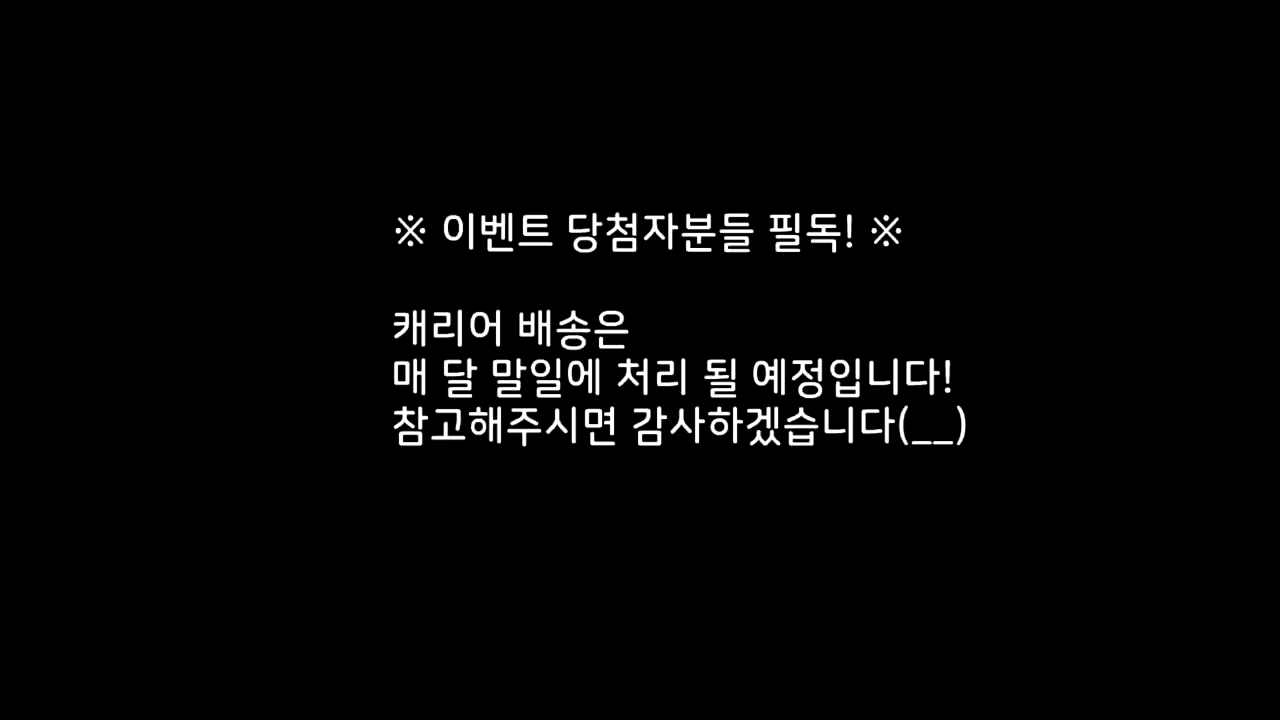 ※ 이벤트 당첨자분들 필독! ※
캐리어 배송은
매 달 말일에 처리 될 예정입니다!
참고해주시면 감사하겠습니다(__)